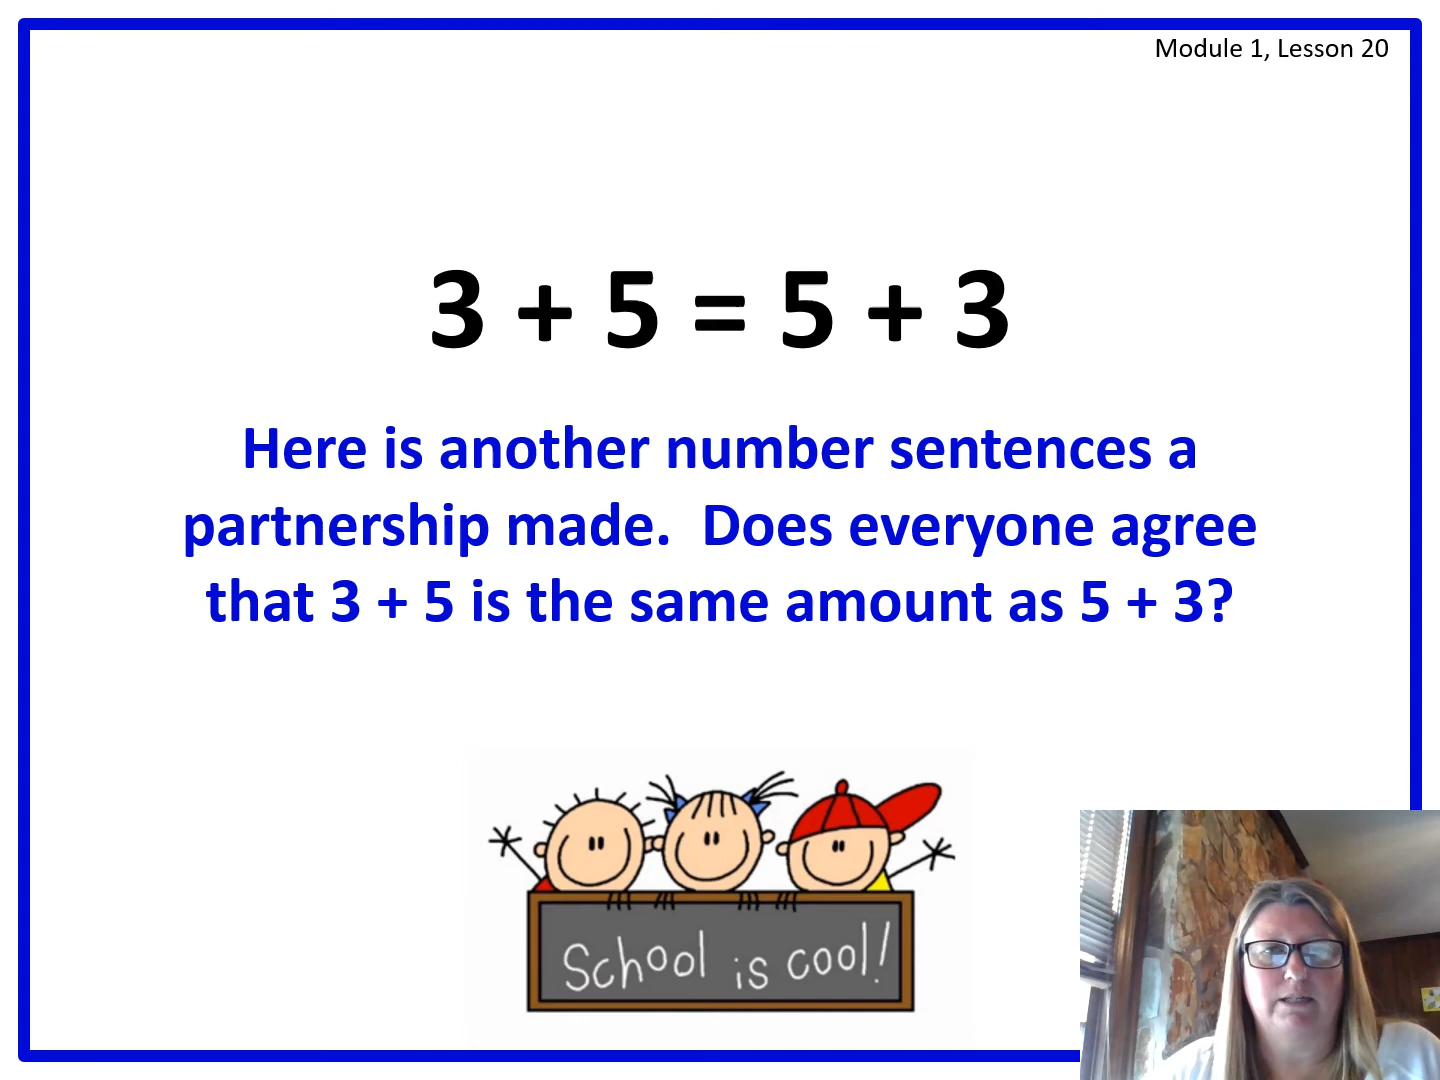 Module 1, Lesson 20
3 + 5 = 5 + 3
Here is another number sentences a
partnership made.  Does everyone agree
that 3 + 5 is the same amount as 5 + 3?
School is cool!